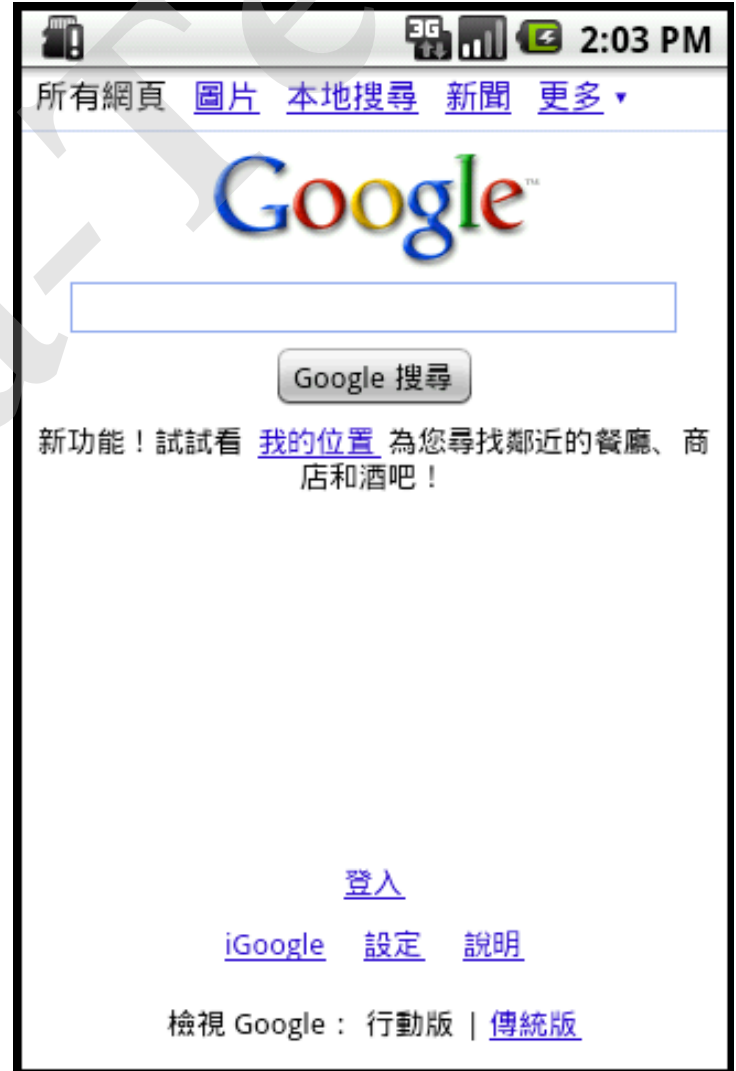 3G 2:03 PM
所有網頁 圖片 本地搜尋 新聞 更多 ▾
Google™
Google 搜尋
新功能！試試看 我的位置 為您尋找鄰近的餐廳、商
店和酒吧！
登入
iGoogle 設定 說明
檢視 Google： 行動版 | 傳統版